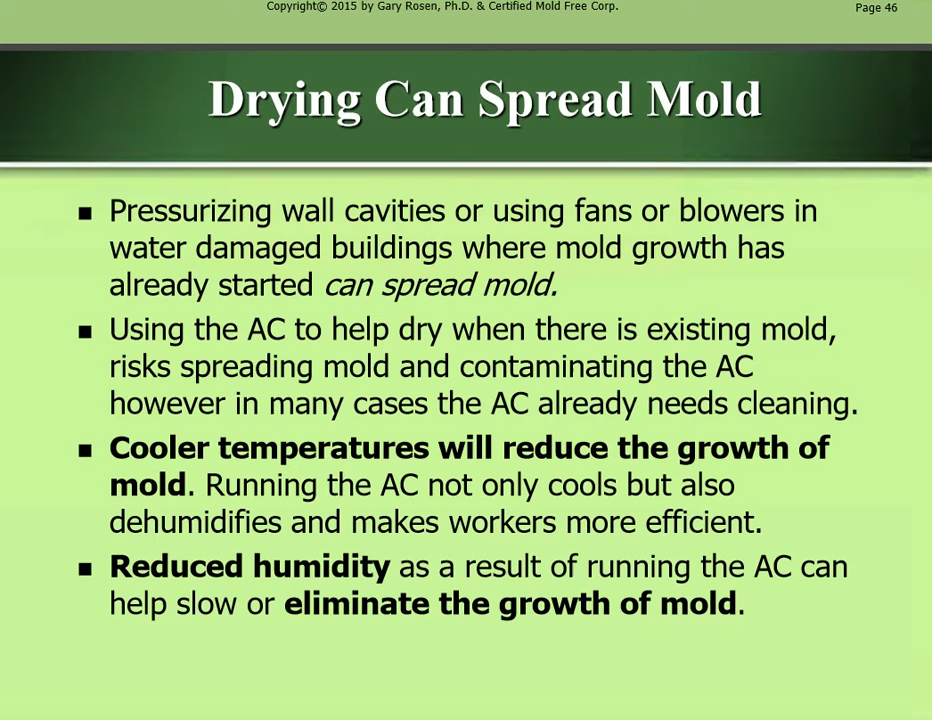 Copyright© 2015 by Gary Rosen, Ph.D. & Certified Mold Free Corp.
Page 46
Drying Can Spread Mold
Pressurizing wall cavities or using fans or blowers in
water damaged buildings where mold growth has
already started can spread mold.
Using the AC to help dry when there is existing mold,
risks spreading mold and contaminating the AC
however in many cases the AC already needs cleaning.
Cooler temperatures will reduce the growth of
mold. Running the AC not only cools but also
dehumidifies and makes workers more efficient.
Reduced humidity as a result of running the AC can
help slow or eliminate the growth of mold.